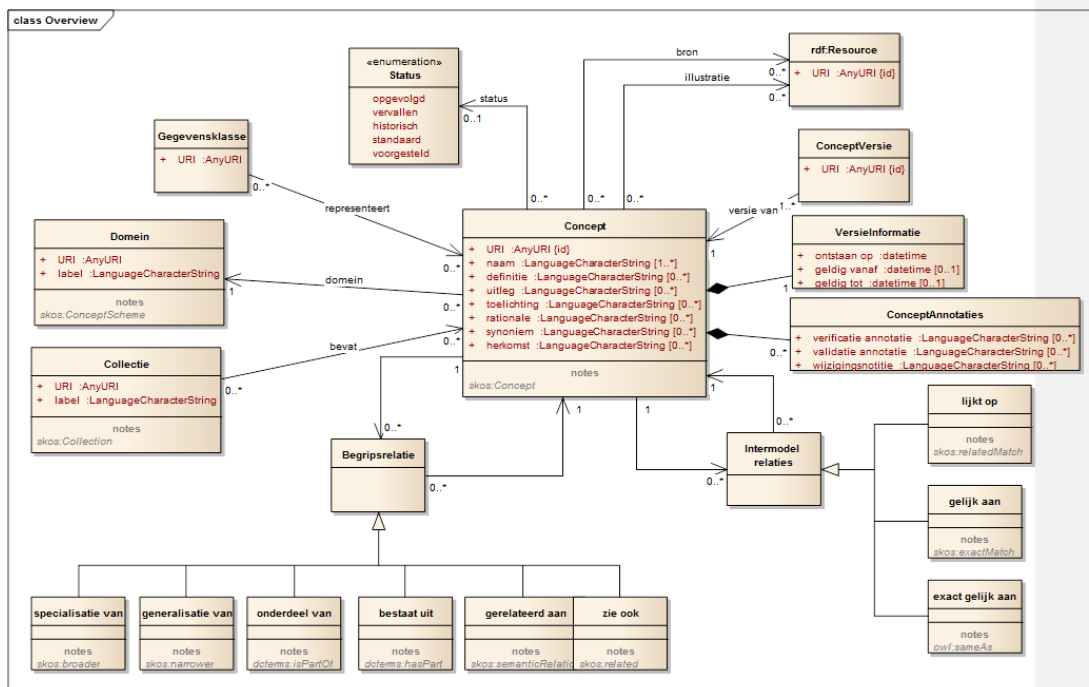 class Overview
«enumeration»
Status
opgevolgd
vervallen
historisch
standaard
voorgesteld
status
0..1
0..*
bron
0..*
0..*
illustratie
0..*
0..*
rdf:Resource
+ URI :AnyURI {id}
Gegevensklasse
+ URI :AnyURI
0..*
representeert
0..*
ConceptVersie
+ URI :AnyURI {id}
1..*
versie van
1
Domein
+ URI :AnyURI
+ label :LanguageCharacterString
notes
skos:ConceptScheme
1
domein
0..*
Concept
+ URI :AnyURI {id}
+ naam :LanguageCharacterString [1..*]
+ definitie :LanguageCharacterString [0..*]
+ uitleg :LanguageCharacterString [0..*]
+ toelichting :LanguageCharacterString [0..*]
+ rationale :LanguageCharacterString [0..*]
+ synoniem :LanguageCharacterString [0..*]
+ herkomst :LanguageCharacterString [0..*]
notes
skos:Concept
VersieInformatie
+ ontstaan op :datetime
+ geldig vanaf :datetime [0..1]
+ geldig tot :datetime [0..1]
1
ConceptAnnotaties
+ verificatie annotatie :LanguageCharacterString [0..*]
+ validatie annotatie :LanguageCharacterString [0..*]
+ wijzigingsnotitie :LanguageCharacterString [0..*]
0..*
Collectie
+ URI :AnyURI
+ label :LanguageCharacterString
notes
skos:Collection
0..*
bevat
0..*
1
0..*
Begripsrelatie
0..*
1
1
0..*
Intermodel
relaties
0..*
1
lijkt op
notes
skos:relatedMatch
gelijk aan
notes
skos:exactMatch
exact gelijk aan
notes
owl:sameAs
specialisatie van
notes
skos:broader
generalisatie van
notes
skos:narrower
onderdeel van
notes
dctems:isPartOf
bestaat uit
notes
dctems:hasPart
gerelateerd aan
notes
skos:semanticRelatio
zie ook
notes
skos:related